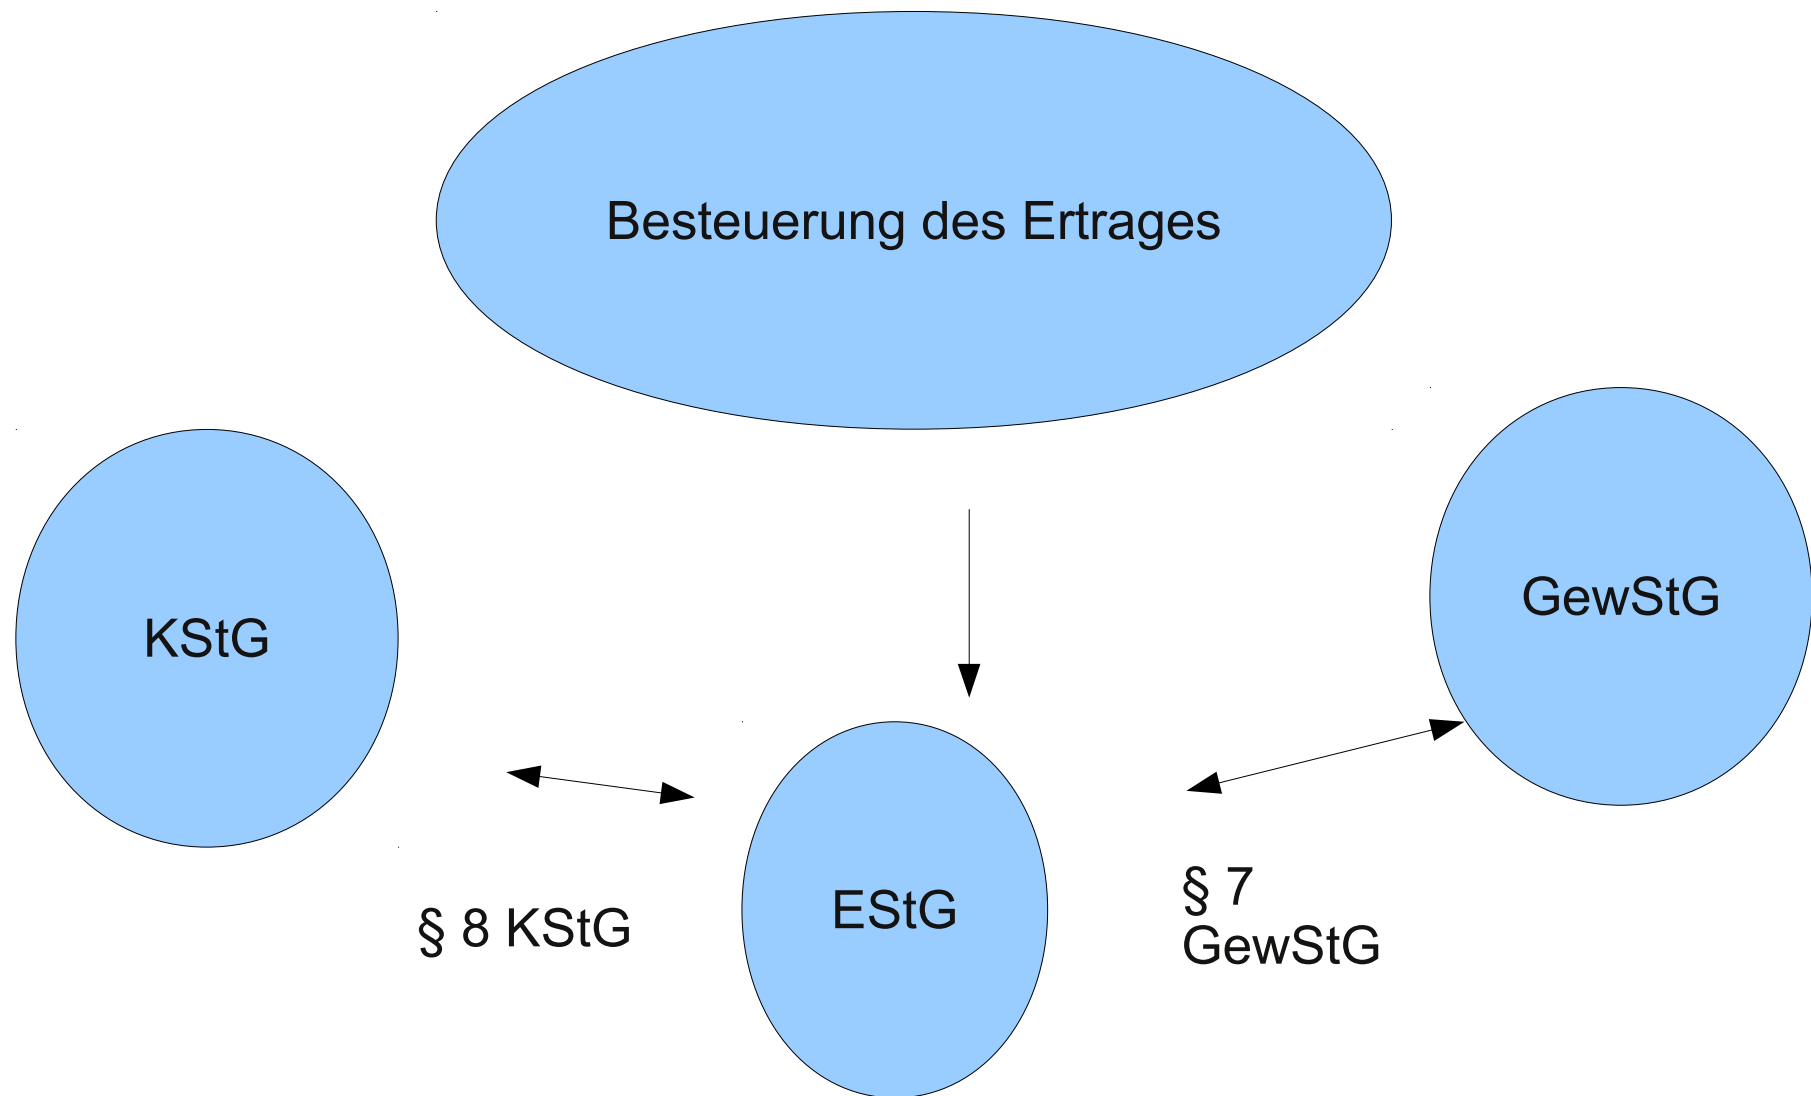 Besteuerung des Ertrages
GewStG
KStG
EStG
§ 8 KStG
§ 7
GewStG